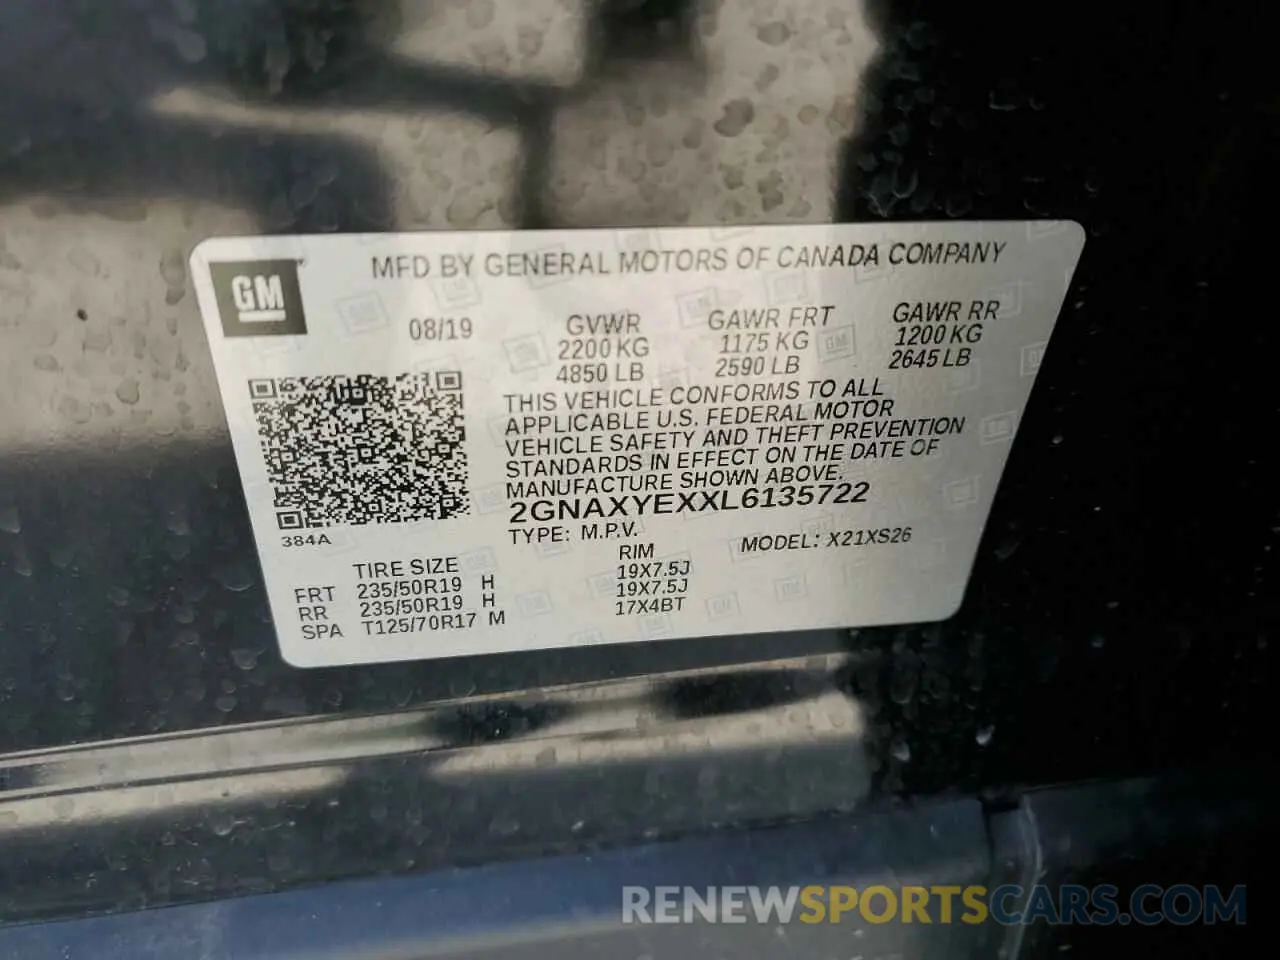 GM
MFD BY GENERAL MOTORS OF CANADA COMPANY
08/19
GVWR
2200 KG
4850 LB
GAWR FRT
1175 KG
2590 LB
GAWR RR
1200 KG
2645 LB
THIS VEHICLE CONFORMS TO ALL
APPLICABLE U.S. FEDERAL MOTOR
VEHICLE SAFETY AND THEFT PREVENTION
STANDARDS IN EFFECT ON THE DATE OF
MANUFACTURE SHOWN ABOVE.
2GNAXYEXXL6135722
TYPE: M.P.V.
MODEL: X21XS26
384A
TIRE SIZE
RIM
FRT 235/50R19 H 19X7.5J
RR 235/50R19 H 19X7.5J
SPA T125/70R17 M 17X4BT
RENEWSPORTSCARS.COM